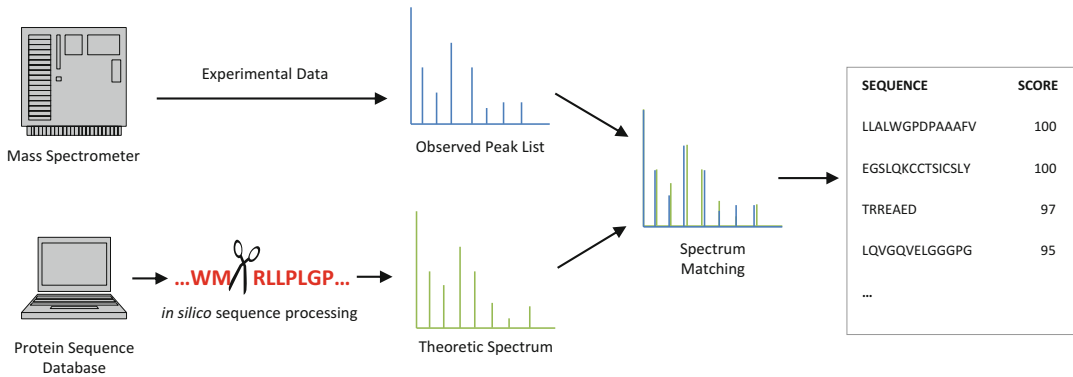 Mass Spectrometer
Experimental Data
Observed Peak List
Protein Sequence
Database
...WM RLLPLGP...
in silico sequence processing
Theoretic Spectrum
Spectrum
Matching
SEQUENCE SCORE
LLALWGPDPAAAFV 100
EGSLQKCCTSICSLY 100
TRREAED 97
LQVGQVELGGGPG 95
...